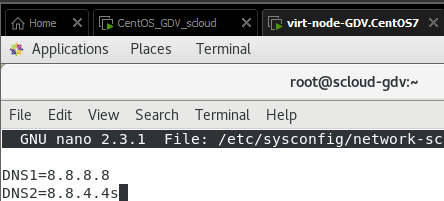 Home CentOS_GDV_scloud virt-node-GDV.CentOS7
Applications Places Terminal
root@scloud-gdv:~
File Edit View Search Terminal Help
GNU nano 2.3.1 File: /etc/sysconfig/network-sc
DNS1=8.8.8.8
DNS2=8.8.4.4s